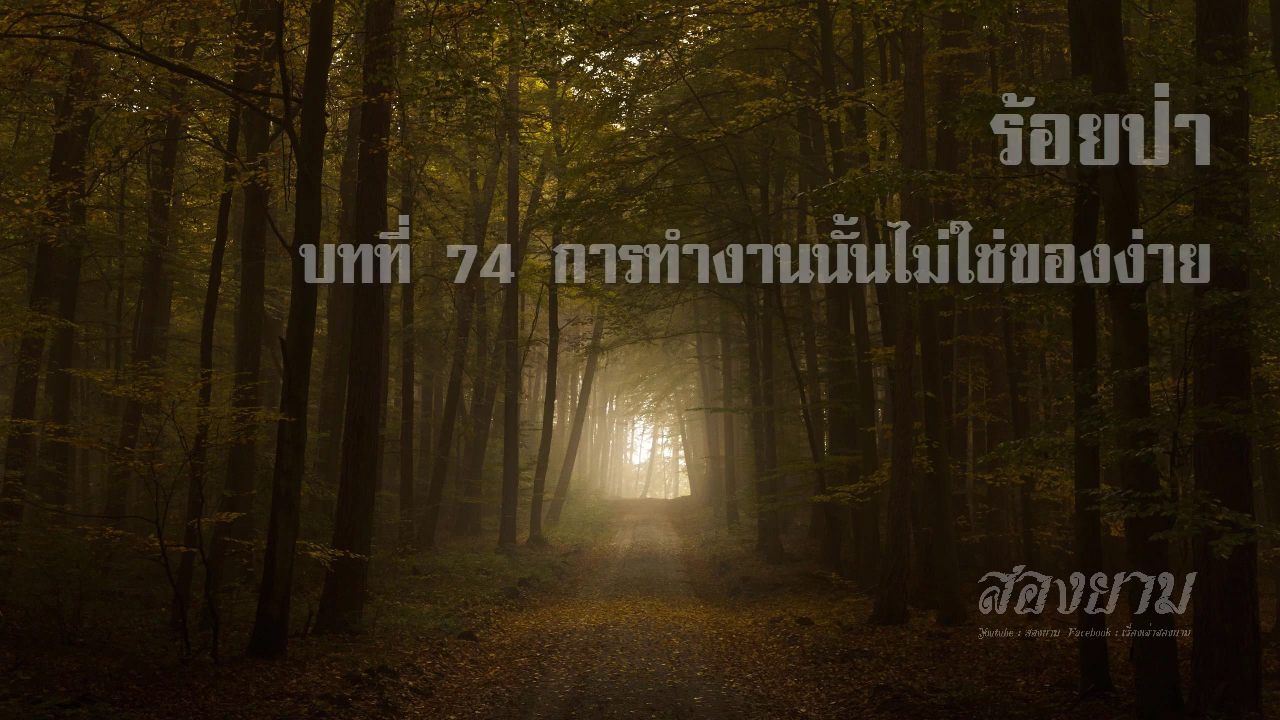 ร้อยป่า
บทที่ 74 การทำงานนั้นไม่ใช่ของง่าย
สองยาม
Youtube : สองยาม Facebook : เรื่องเล่าสองยาม